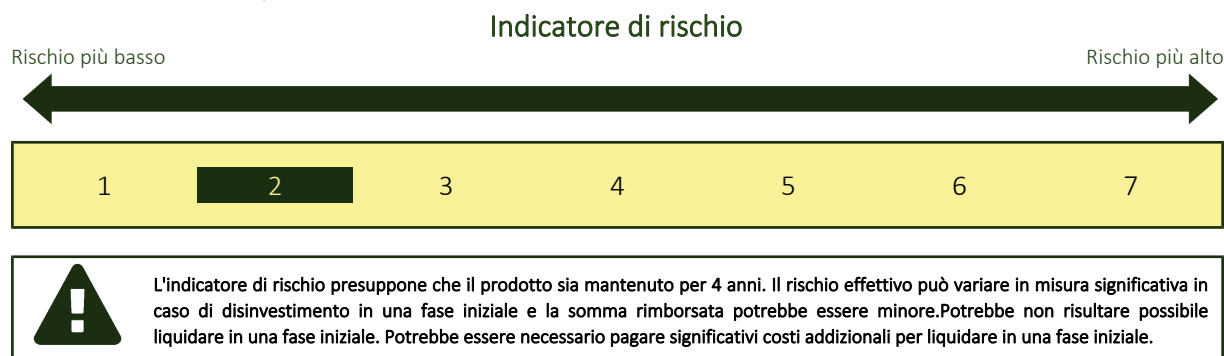 Indicatore di rischio
Rischio più basso
Rischio più alto
1 2 3 4 5 6 7
L'indicatore di rischio presuppone che il prodotto sia mantenuto per 4 anni. Il rischio effettivo può variare in misura significativa in
caso di disinvestimento in una fase iniziale e la somma rimborsata potrebbe essere minore.Potrebbe non risultare possibile
liquidare in una fase iniziale. Potrebbe essere necessario pagare significativi costi addizionali per liquidare in una fase iniziale.